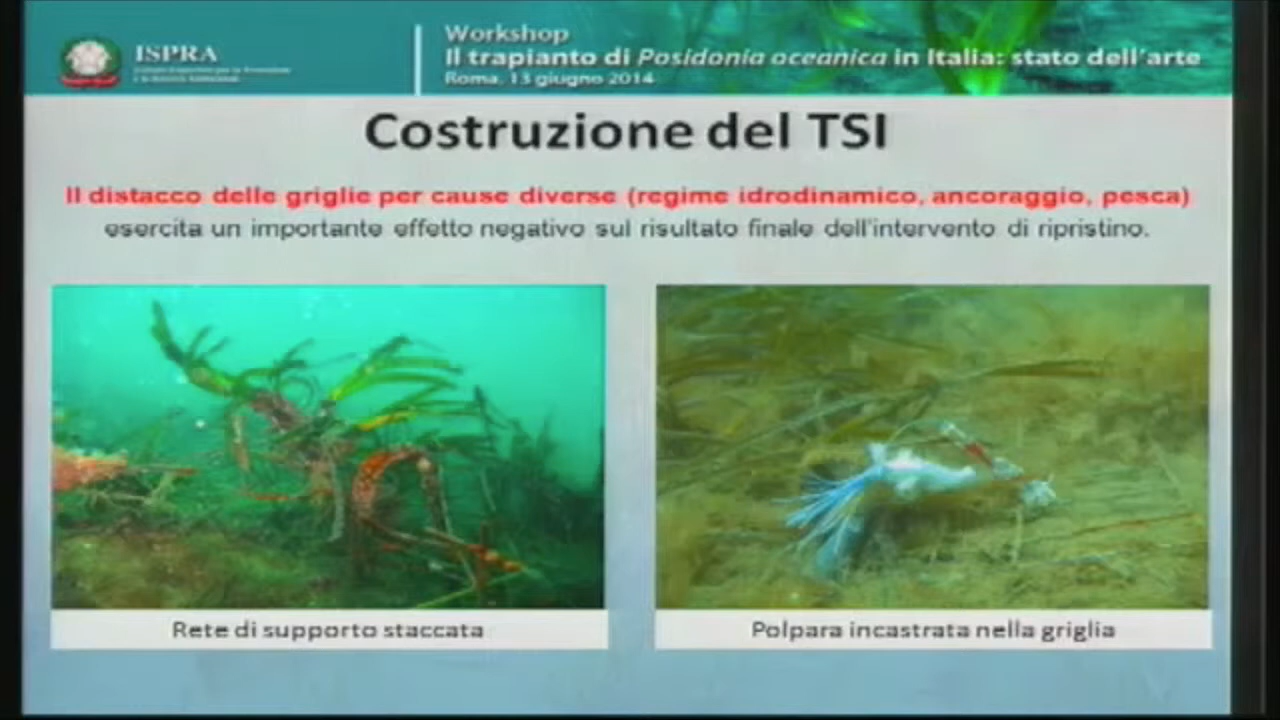 ISPRA
Workshop
Il trapianto di Posidonia oceanica in Italia: stato dell'arte
Roma, 13 giugno 2014
Costruzione del TSI
Il distacco delle griglie per cause diverse (regime idrodinamico, ancoraggio, pesca)
esercita un importante effetto negativo sul risultato finale dell'intervento di ripristino.
Rete di supporto staccata
Polpara incastrata nella griglia